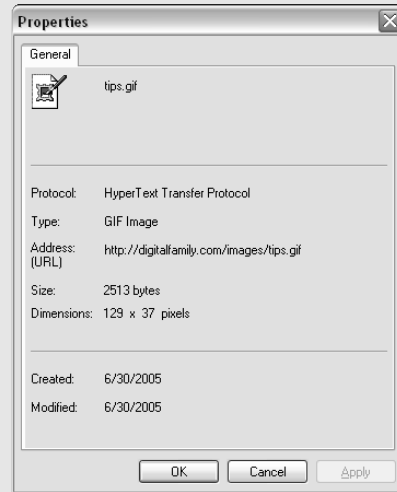 Properties
General
tips.gif
Protocol: HyperText Transfer Protocol
Type: GIF Image
Address: http://digitalfamily.com/images/tips.gif
(URL)
Size: 2513 bytes
Dimensions: 129 x 37 pixels
Created: 6/30/2005
Modified: 6/30/2005
OK Cancel Apply